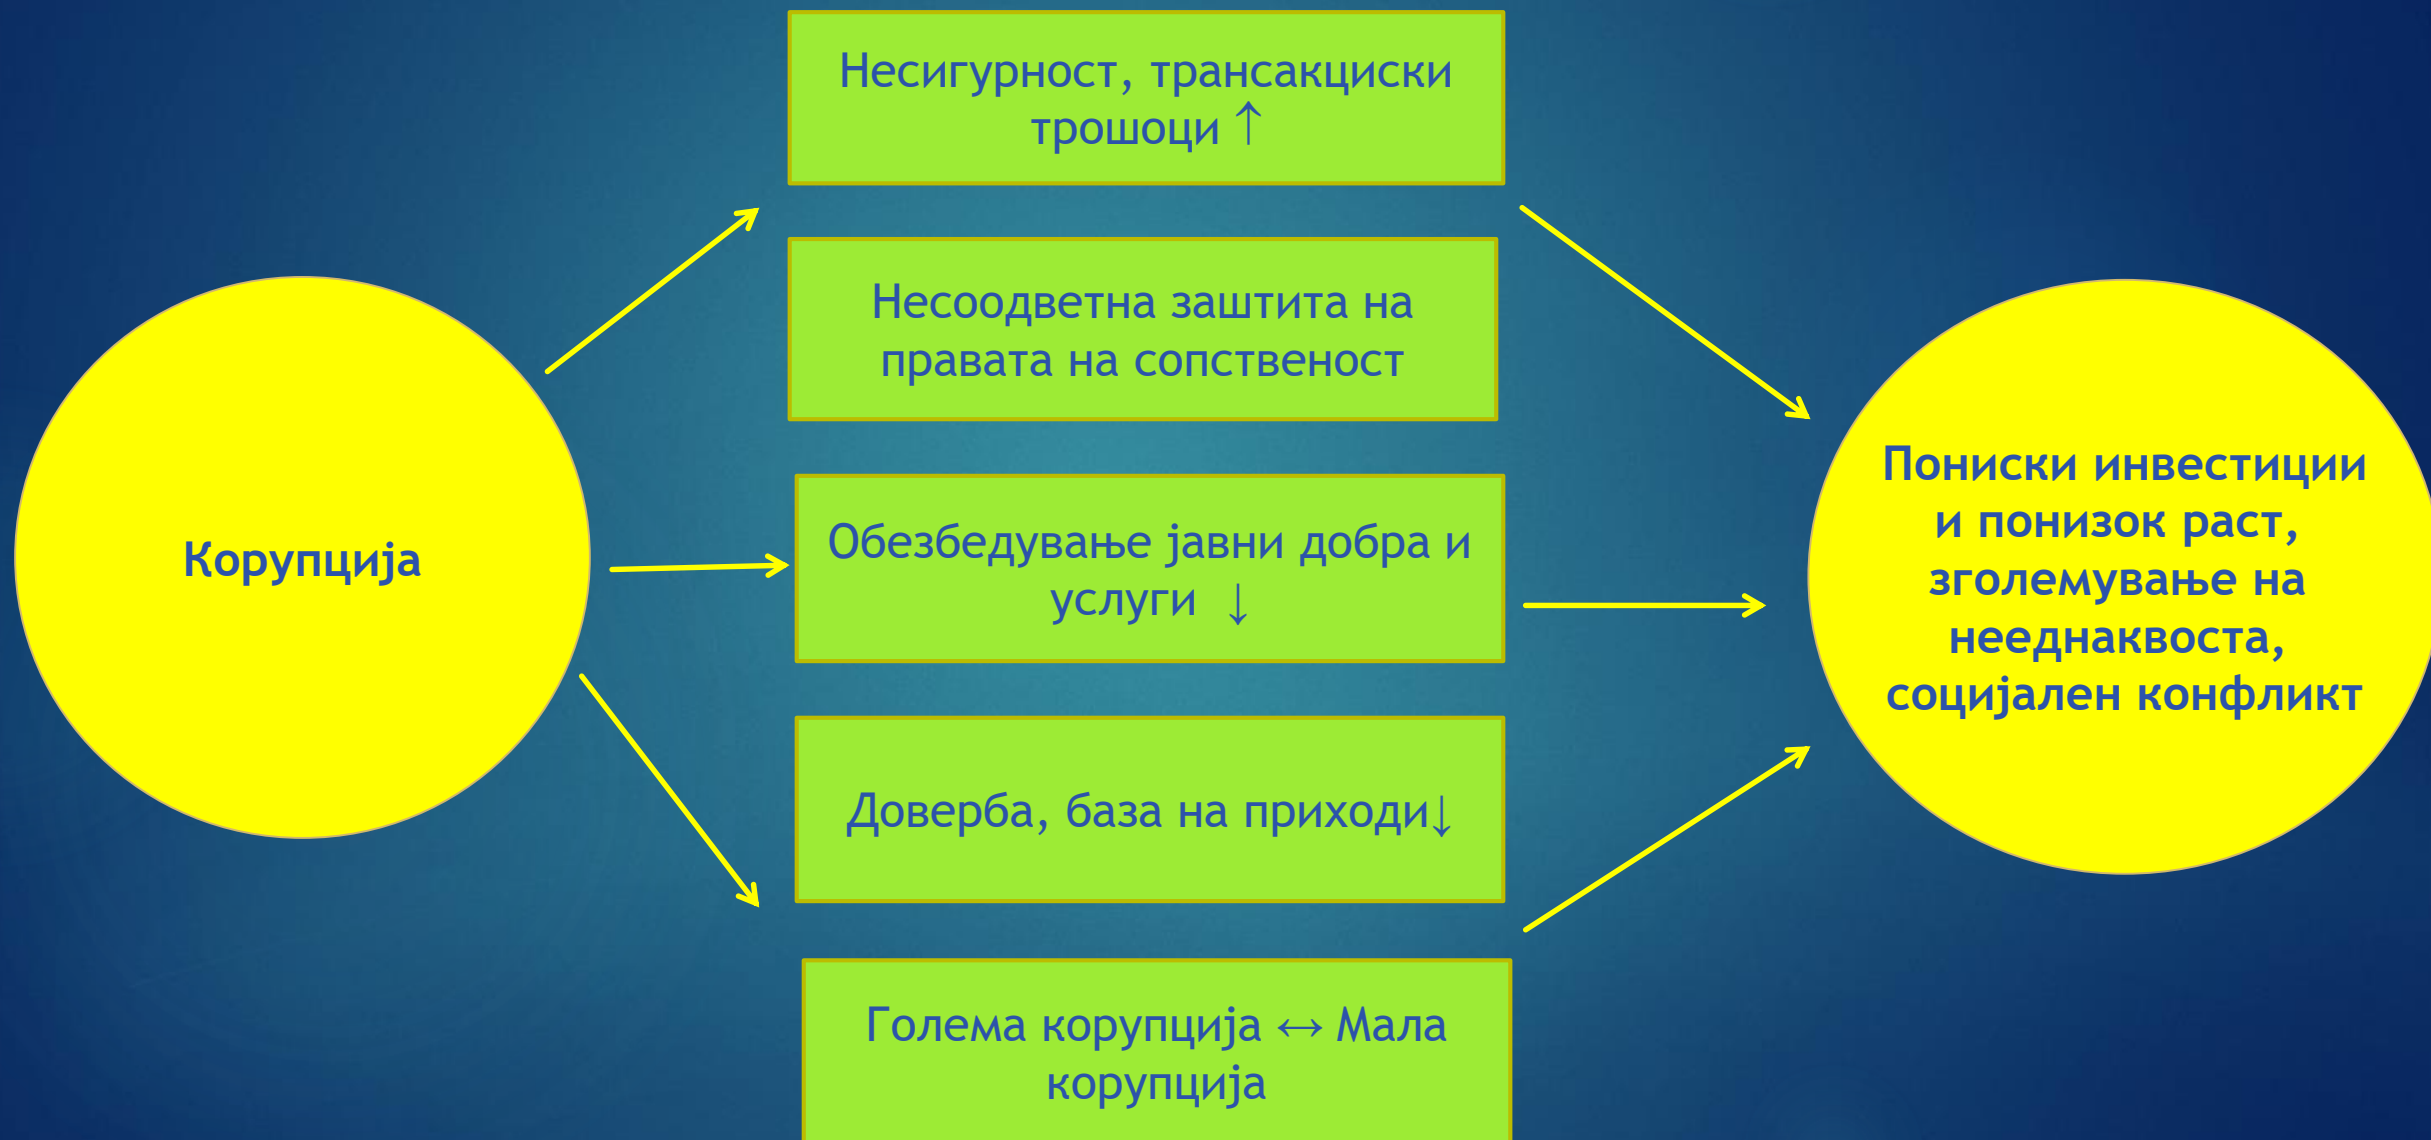 Несигурност, трансакциски
трошоци ↑
Несоодветна заштита на
правата на сопственост
Обезбедување јавни добра и
услуги ↓
Доверба, база на приходи↓
Голема корупција ↔ Мала
корупција
Корупција
Пониски инвестиции
и понизок раст,
зголемување на
нееднаквоста,
социјален конфликт